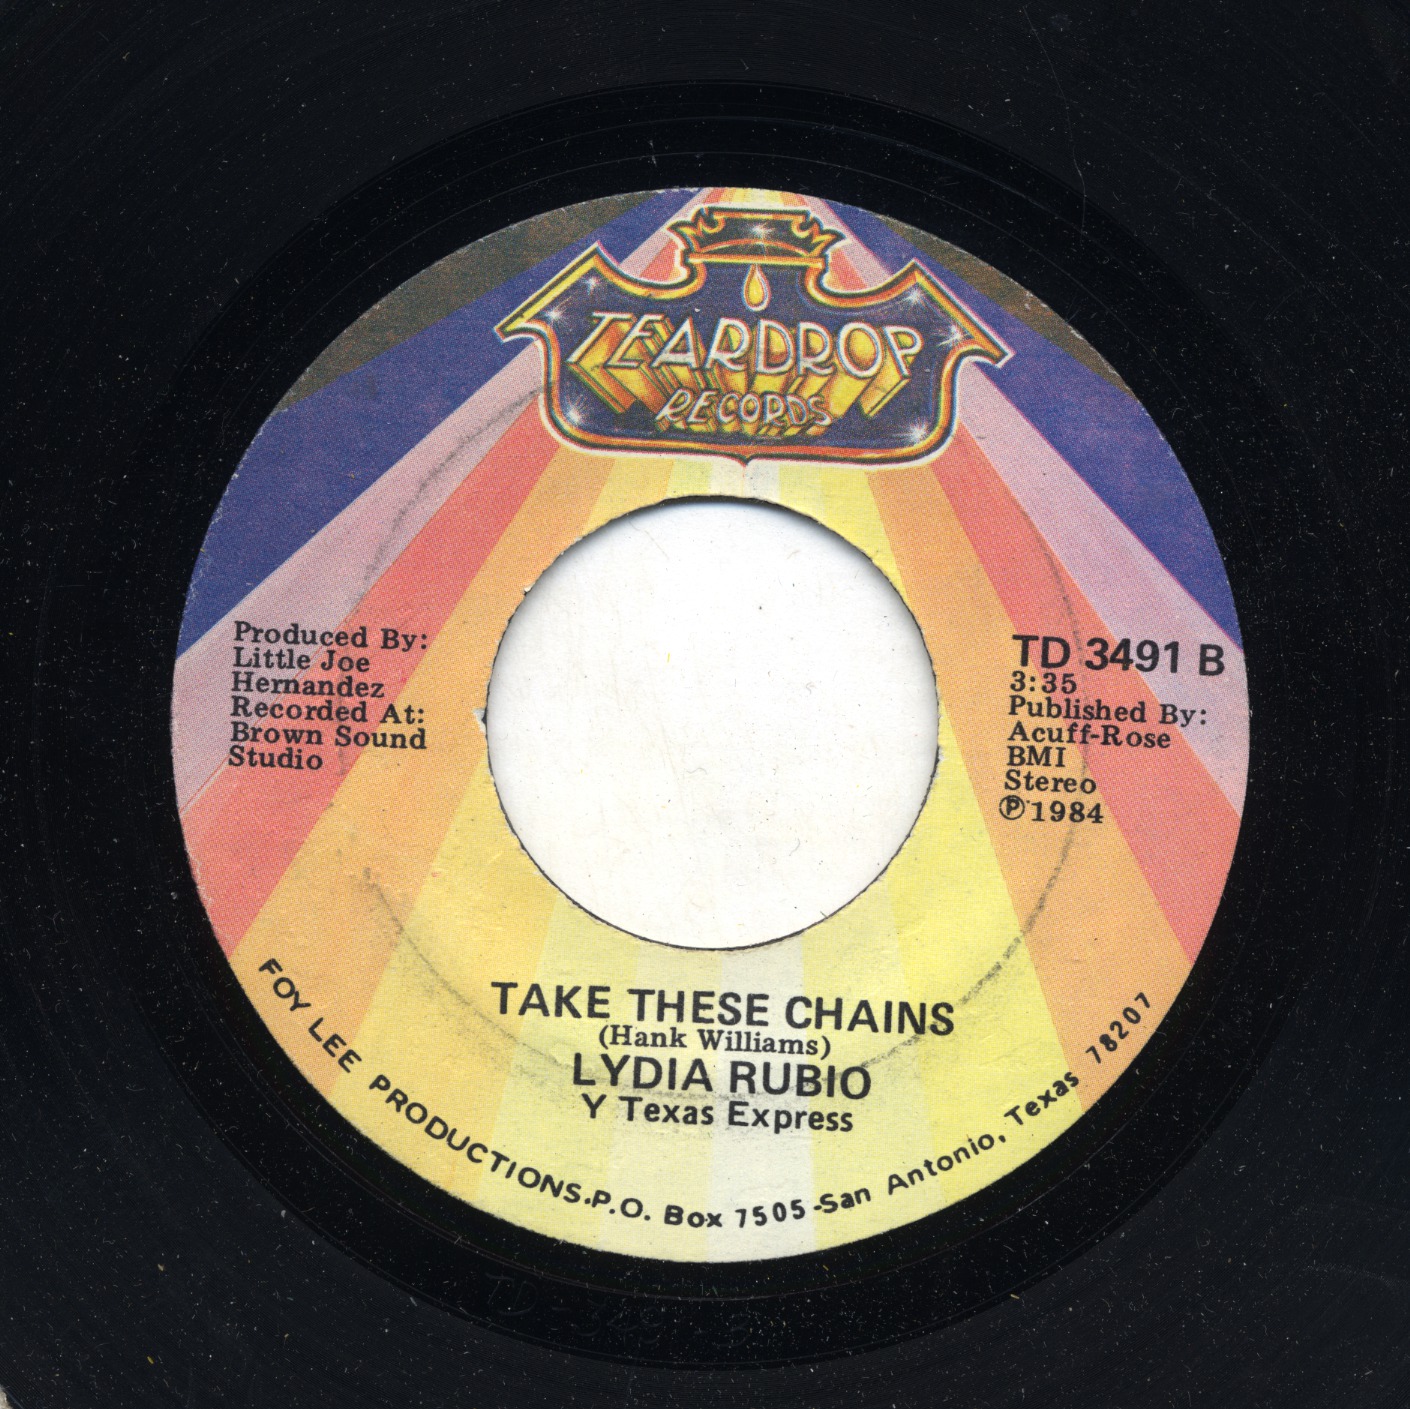 TEARDROP
RECORDS
Produced By:
Little Joe
Hernandez
Recorded At:
Brown Sound
Studio
TD 3491 B
3:35
Published By:
Acuff-Rose
BMI
Stereo
Ⓟ 1984
TAKE THESE CHAINS
(Hank Williams)
LYDIA RUBIO
Y Texas Express
FOY LEE PRODUCTIONS.P.O. Box 7505-San Antonio, Texas 78207